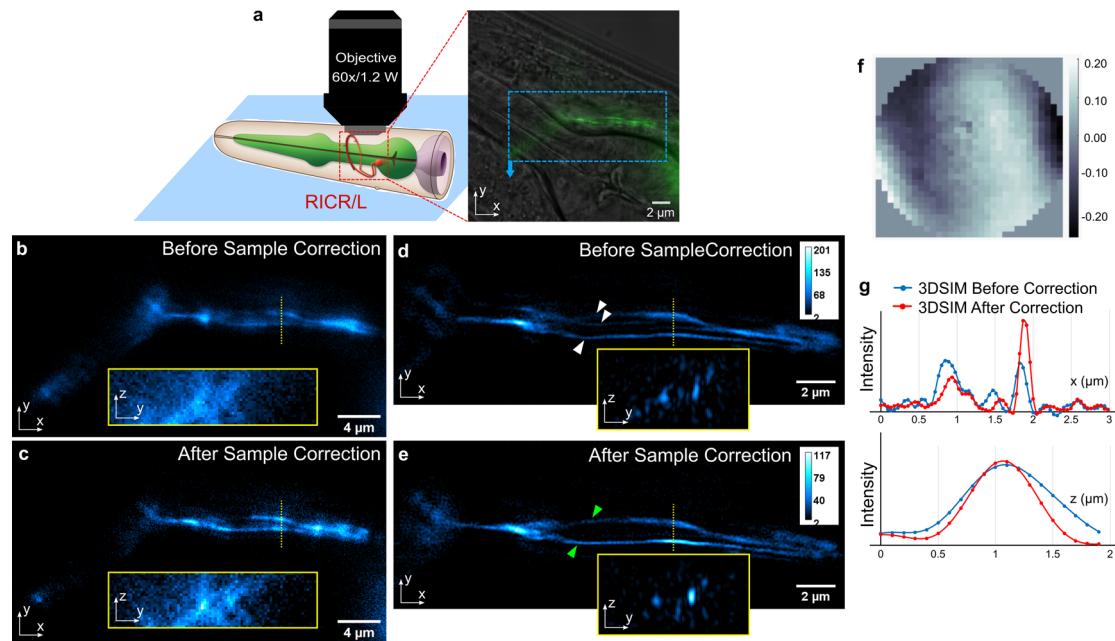 a
Objective
60x/1.2 W
RICR/L
y
x
2 µm
f
0.20
0.10
0.00
-0.10
-0.20
b
Before Sample Correction
z
y
y
x
4 µm
c
After Sample Correction
z
y
y
x
4 µm
d
Before SampleCorrection
201
135
68
2
z
y
y
x
2 µm
e
After Sample Correction
117
79
40
2
z
y
y
x
2 µm
g
3DSIM Before Correction
3DSIM After Correction
Intensity
x (µm)
0 0.5 1 1.5 2 2.5 3
Intensity
z (µm)
0 0.5 1 1.5 2